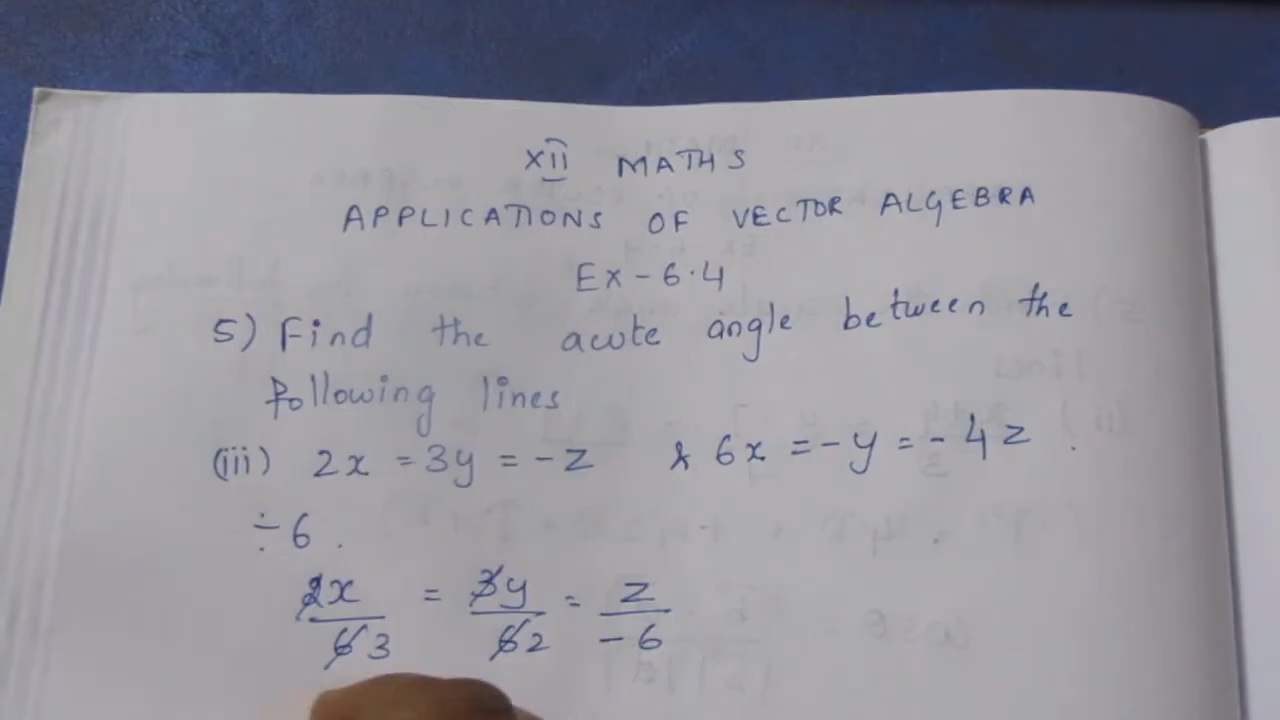 XII MATHS
APPLICATIONS OF VECTOR ALGEBRA
Ex - 6.4
5) Find the acute angle between the
following lines
(iii) 2x = 3y = -z & 6x = -y = -4z.
÷ 6.
2x/6 3 = 3y/6 2 = z/-6